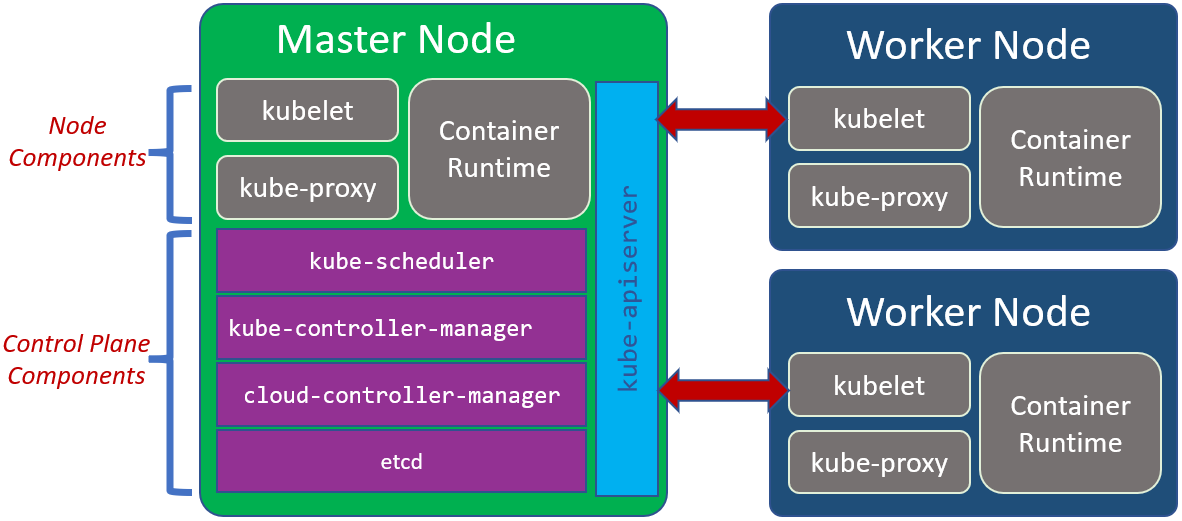 Master Node
Node
Components
kubelet
kube-proxy
Container
Runtime
kube-apiserver
Control Plane
Components
kube-scheduler
kube-controller-manager
cloud-controller-manager
etcd
Worker Node
kubelet
kube-proxy
Container
Runtime
Worker Node
kubelet
kube-proxy
Container
Runtime